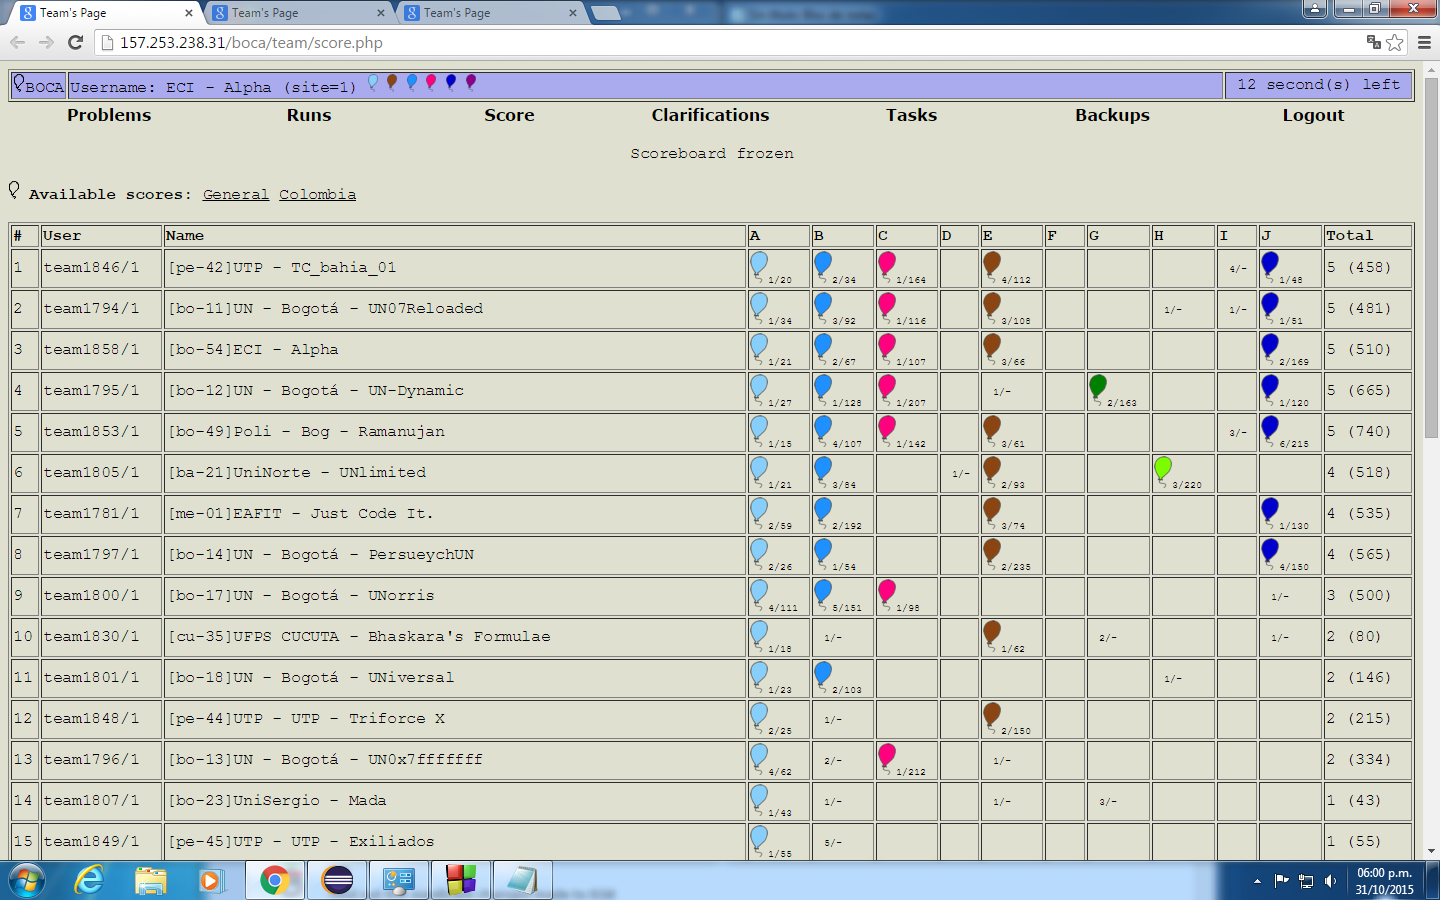 Team's Page
Team's Page
Team's Page
157.253.238.31/boca/team/score.php
BOCA Username: ECI - Alpha (site=1) 12 second(s) left
Problems Runs Score Clarifications Tasks Backups Logout
Scoreboard frozen
Available scores: General Colombia
# User Name A B C D E F G H I J Total
1 team1846/1 [pe-42]UTP - TC_bahia_01 1/20 2/34 1/164 4/112 4/- 1/48 5 (458)
2 team1794/1 [bo-11]UN - Bogotá - UN07Reloaded 1/34 3/92 1/116 3/108 1/- 1/- 1/51 5 (481)
3 team1858/1 [bo-54]ECI - Alpha 1/21 2/67 1/107 3/66 2/169 5 (510)
4 team1795/1 [bo-12]UN - Bogotá - UN-Dynamic 1/27 1/128 1/207 1/- 2/163 1/120 5 (665)
5 team1853/1 [bo-49]Poli - Bog - Ramanujan 1/15 4/107 1/142 3/61 3/- 6/215 5 (740)
6 team1805/1 [ba-21]UniNorte - UNlimited 1/21 3/84 1/- 2/93 3/220 4 (518)
7 team1781/1 [me-01]EAFIT - Just Code It. 2/59 2/192 3/74 1/130 4 (535)
8 team1797/1 [bo-14]UN - Bogotá - PersueychUN 2/26 1/54 2/235 4/150 4 (565)
9 team1800/1 [bo-17]UN - Bogotá - UNorris 4/111 5/151 1/98 1/- 3 (500)
10 team1830/1 [cu-35]UFPS CUCUTA - Bhaskara's Formulae 1/18 1/- 1/62 2/- 1/- 2 (80)
11 team1801/1 [bo-18]UN - Bogotá - UNiversal 1/23 2/103 1/- 2 (146)
12 team1848/1 [pe-44]UTP - UTP - Triforce X 2/25 1/- 2/150 2 (215)
13 team1796/1 [bo-13]UN - Bogotá - UN0x7fffffff 4/62 2/- 1/212 1/- 2 (334)
14 team1807/1 [bo-23]UniSergio - Mada 1/43 1/- 1/- 3/- 1 (43)
15 team1849/1 [pe-45]UTP - UTP - Exiliados 1/55 5/- 1 (55)
06:00 p.m.
31/10/2015